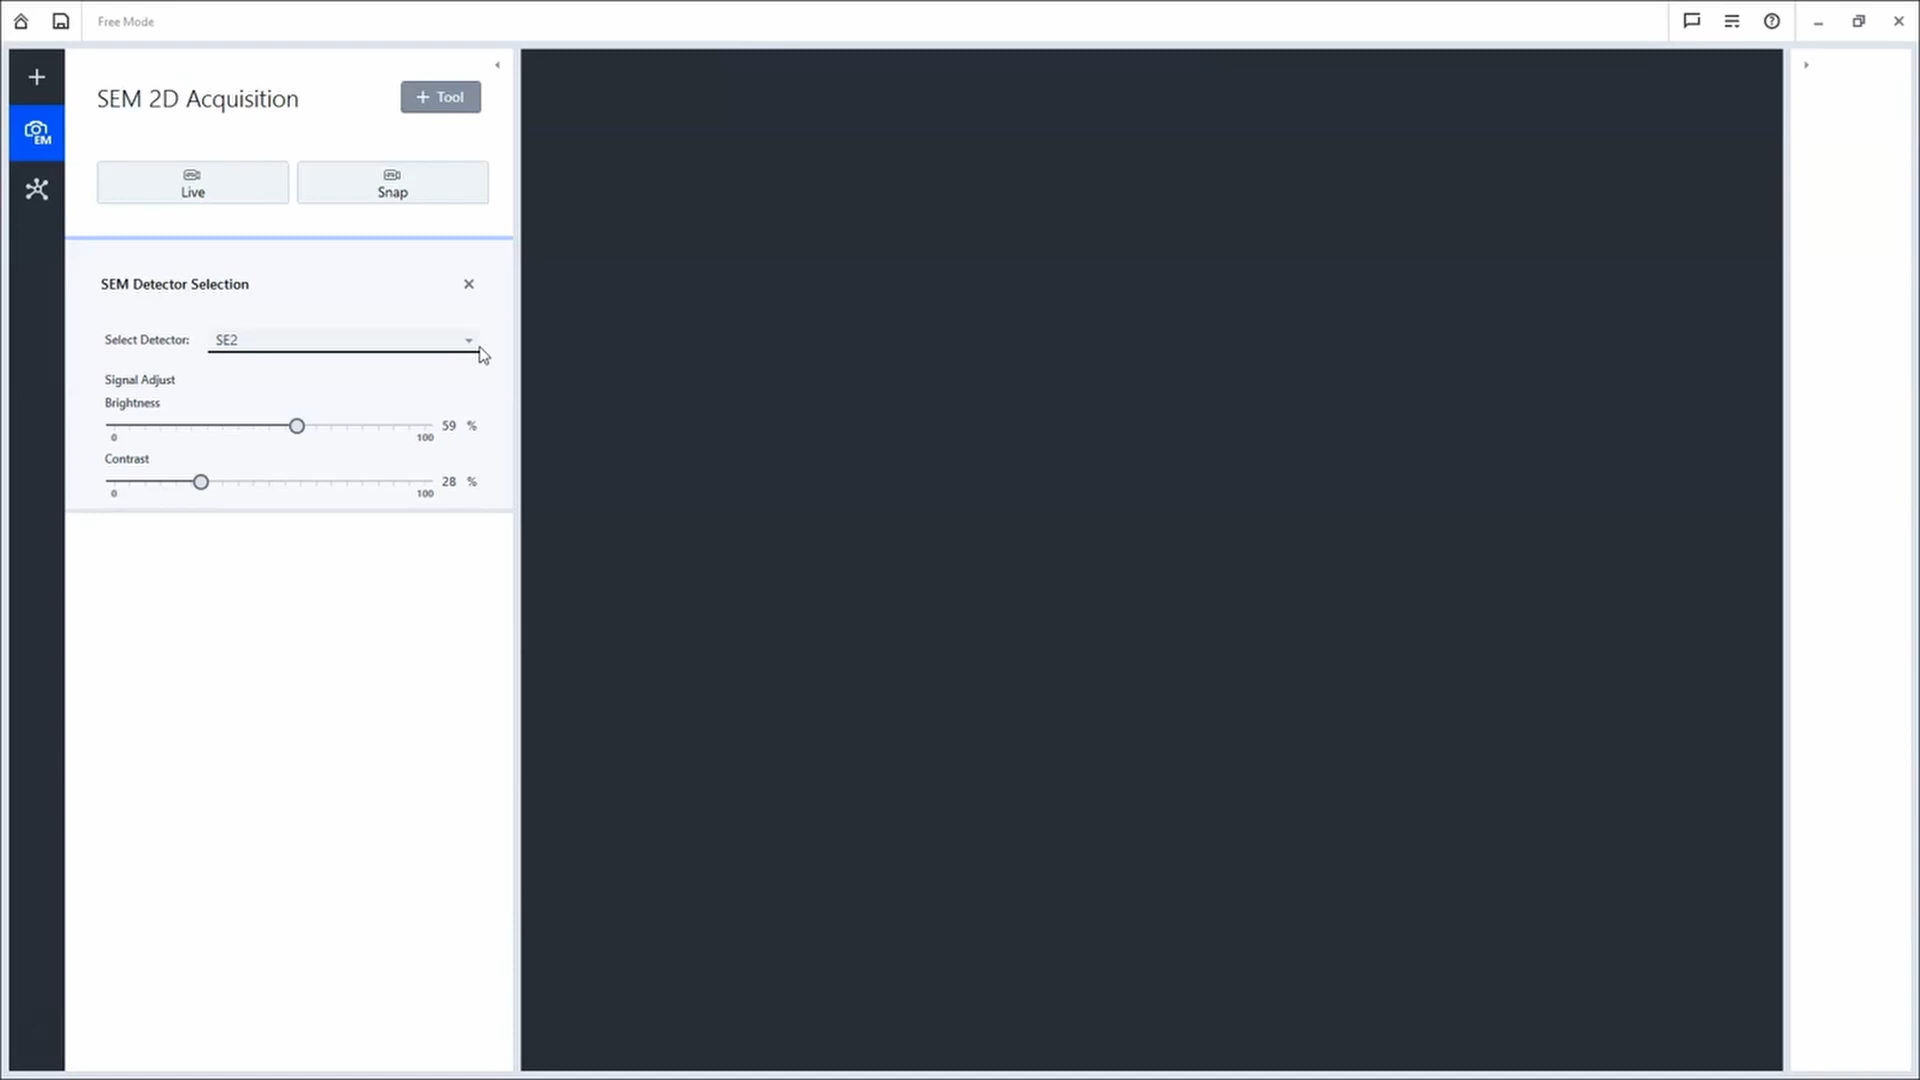 Free Mode
SEM 2D Acquisition
+ Tool
EM
Live
Snap
SEM Detector Selection
Select Detector: SE2
Signal Adjust
Brightness
59 %
0 100
Contrast
28 %
0 100